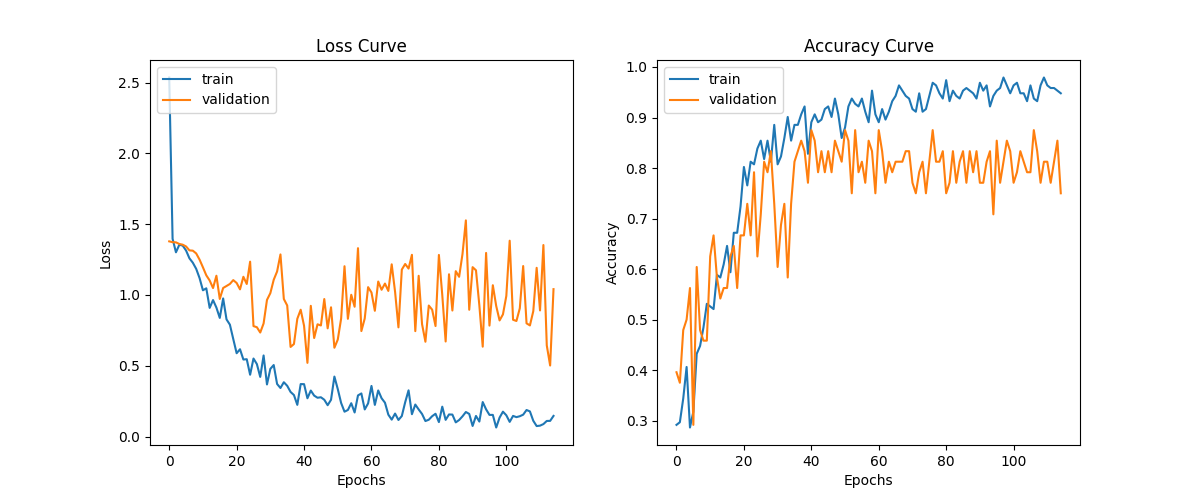 Loss Curve
train
validation
2.5
2.0
1.5
1.0
0.5
0.0
Loss
0
20
40
60
80
100
Epochs
Accuracy Curve
train
validation
1.0
0.9
0.8
0.7
0.6
0.5
0.4
0.3
Accuracy
0
20
40
60
80
100
Epochs